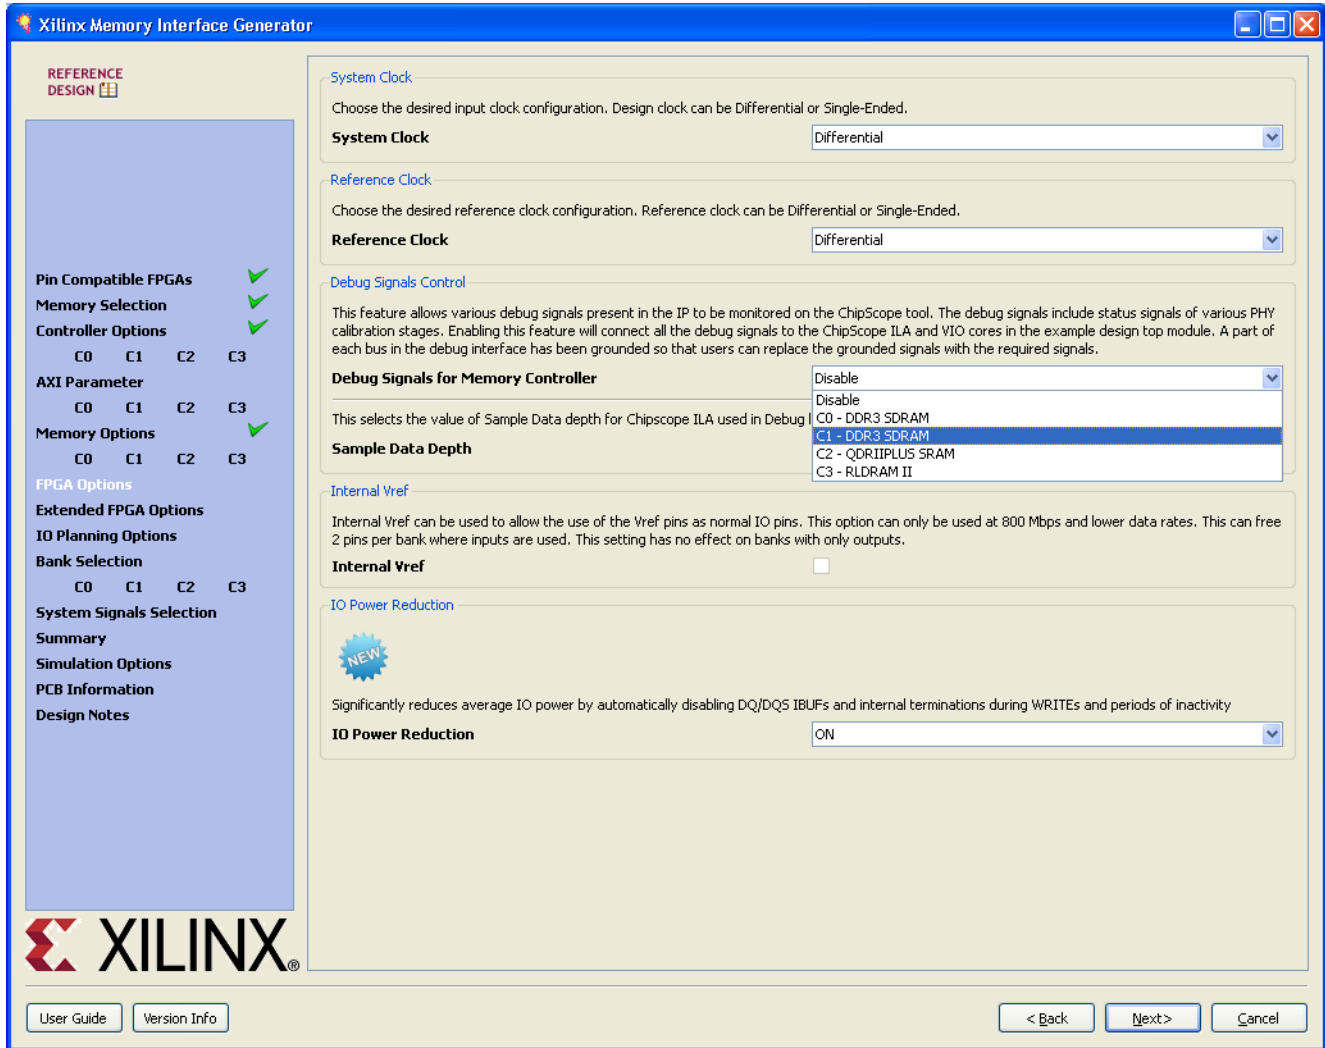 Xilinx Memory Interface Generator
REFERENCE
DESIGN
Pin Compatible FPGAs
Memory Selection
Controller Options
C0 C1 C2 C3
AXI Parameter
C0 C1 C2 C3
Memory Options
C0 C1 C2 C3
FPGA Options
Extended FPGA Options
IO Planning Options
Bank Selection
C0 C1 C2 C3
System Signals Selection
Summary
Simulation Options
PCB Information
Design Notes
XILINX®
System Clock
Choose the desired input clock configuration. Design clock can be Differential or Single-Ended.
System Clock Differential
Reference Clock
Choose the desired reference clock configuration. Reference clock can be Differential or Single-Ended.
Reference Clock Differential
Debug Signals Control
This feature allows various debug signals present in the IP to be monitored on the ChipScope tool. The debug signals include status signals of various PHY
calibration stages. Enabling this feature will connect all the debug signals to the ChipScope ILA and VIO cores in the example design top module. A part of
each bus in the debug interface has been grounded so that users can replace the grounded signals with the required signals.
Debug Signals for Memory Controller Disable
Disable
C0 - DDR3 SDRAM
C1 - DDR3 SDRAM
C2 - QDRIIPLUS SRAM
C3 - RLDRAM II
This selects the value of Sample Data depth for Chipscope ILA used in Debug
Sample Data Depth
Internal Vref
Internal Vref can be used to allow the use of the Vref pins as normal IO pins. This option can only be used at 800 Mbps and lower data rates. This can free
2 pins per bank where inputs are used. This setting has no effect on banks with only outputs.
Internal Vref
IO Power Reduction
NEW
Significantly reduces average IO power by automatically disabling DQ/DQS IBUFs and internal terminations during WRITEs and periods of inactivity
IO Power Reduction ON
User Guide Version Info < Back Next> Cancel